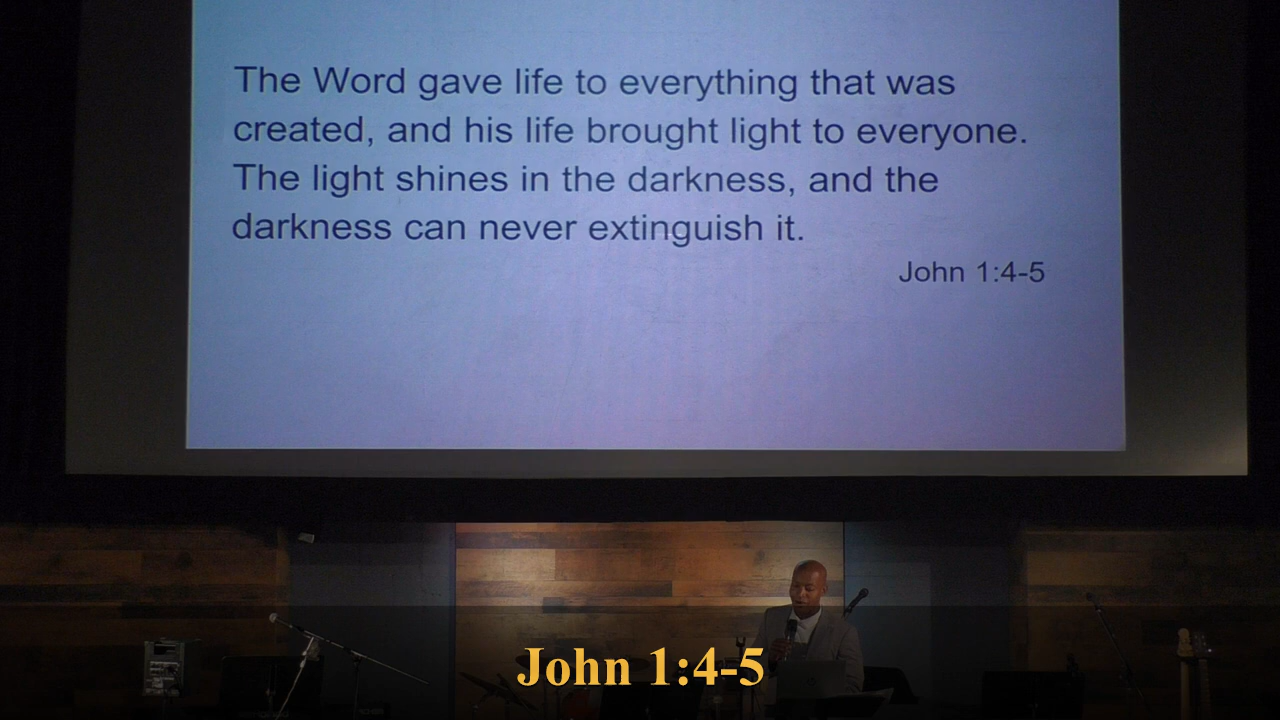 The Word gave life to everything that was
created, and his life brought light to everyone.
The light shines in the darkness, and the
darkness can never extinguish it.
John 1:4-5
John 1:4-5